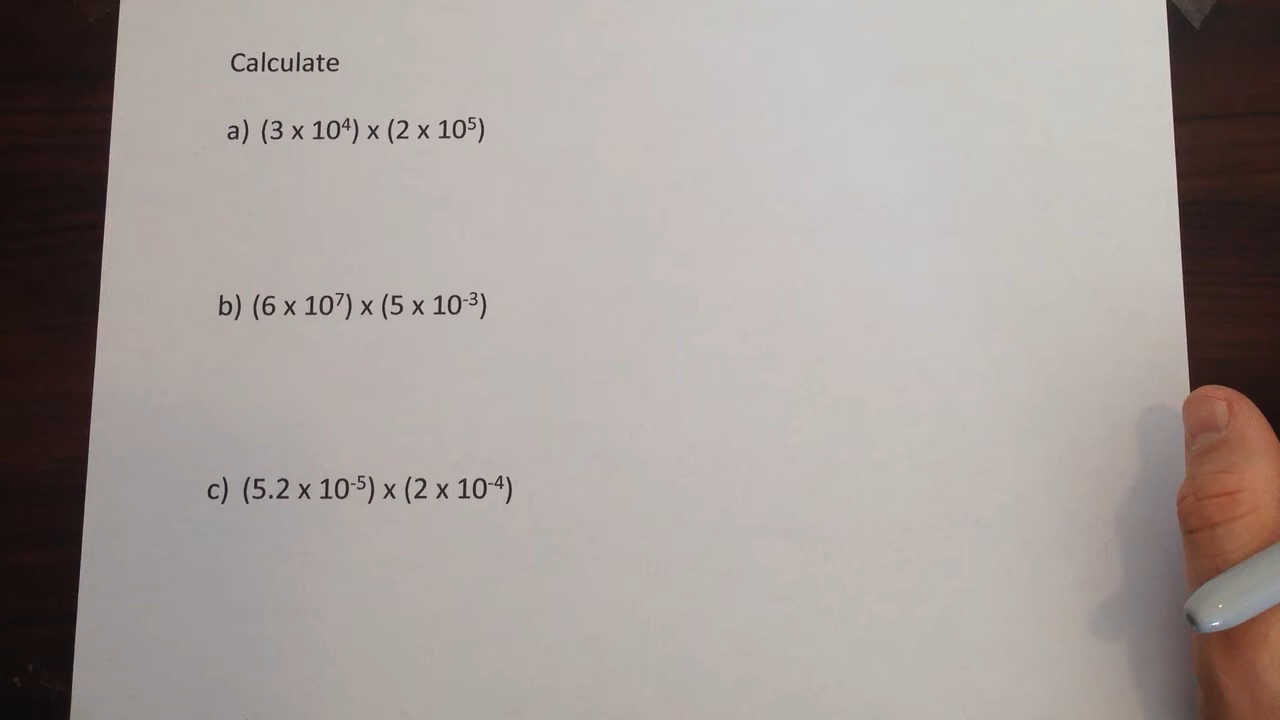 Calculate
a) (3 x 10⁴) x (2 x 10⁵)
b) (6 x 10⁷) x (5 x 10⁻³)
c) (5.2 x 10⁻⁵) x (2 x 10⁻⁴)